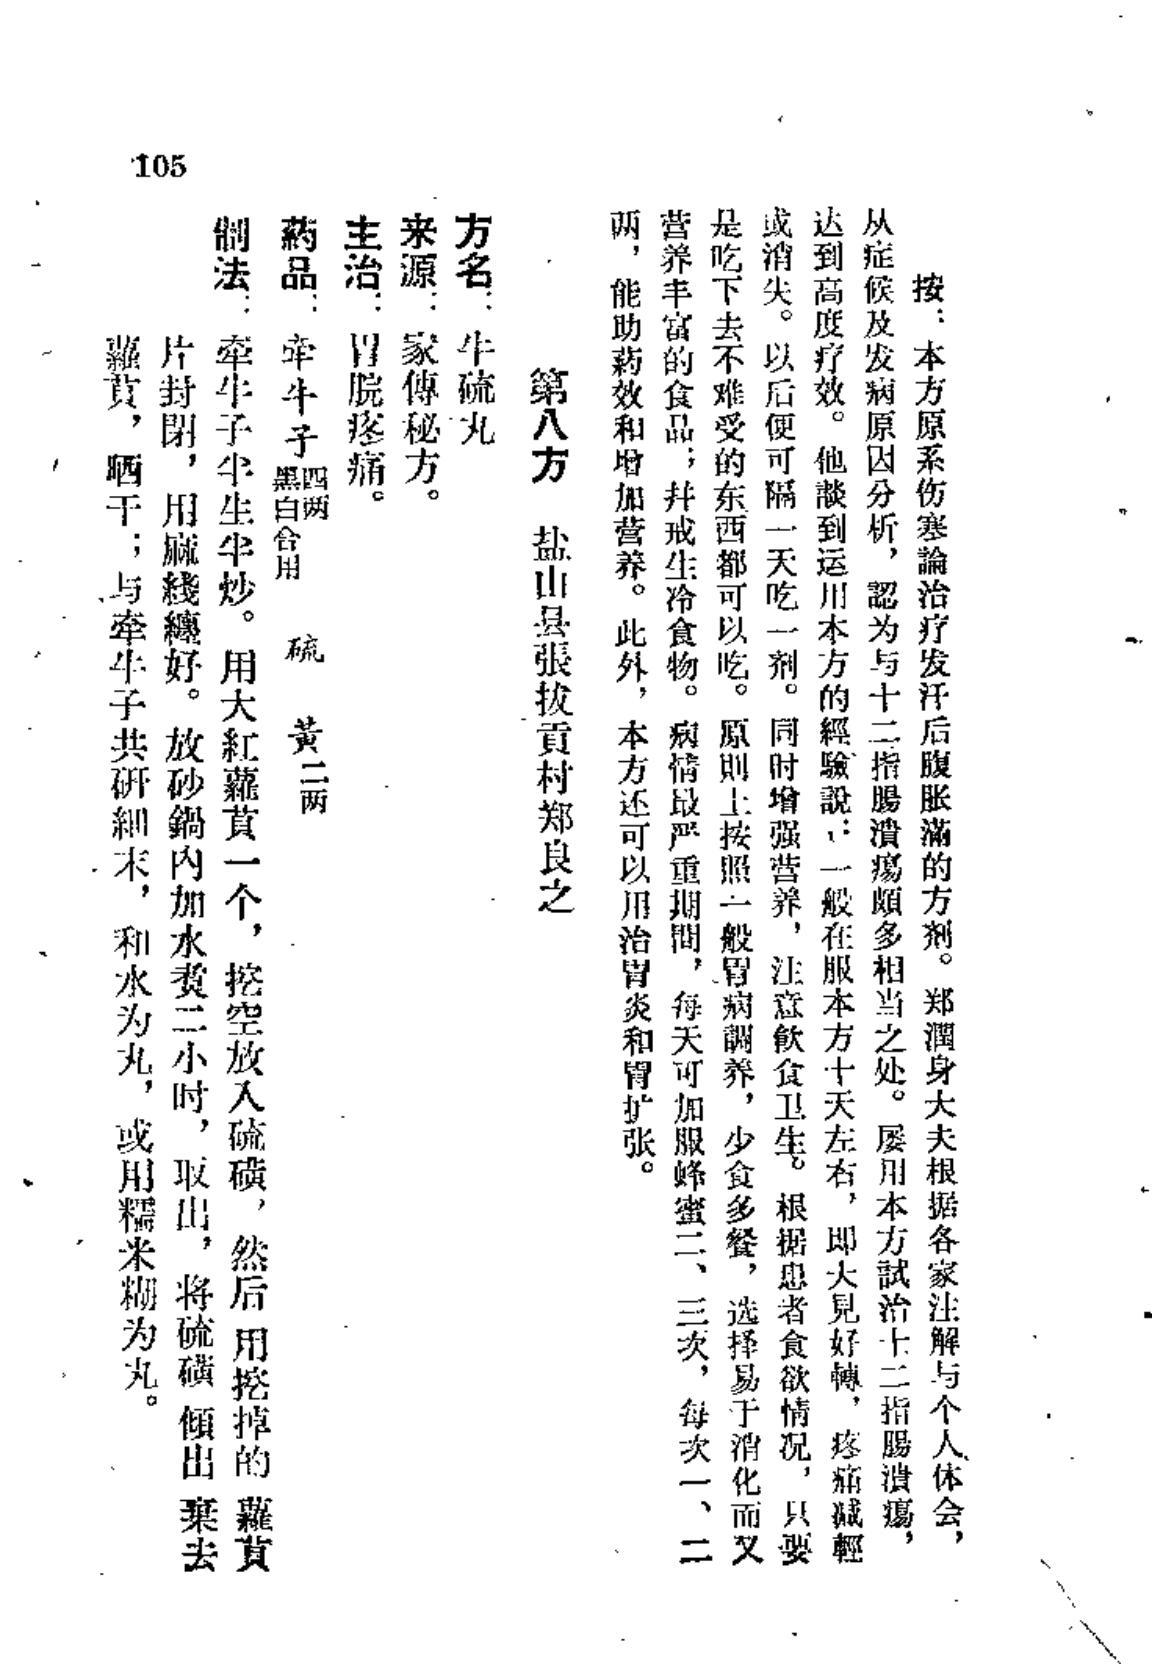 按：本方原系伤寒論治疗发汗后腹胀滿的方剂。郑潤身大夫根据各家注解与个人体会，
从症候及发病原因分析，認为与十二指腸潰瘍頗多相当之处。屡用本方試治十二指腸潰瘍，
达到高度疗效。他談到运用本方的經驗說：一般在服本方十天左右，即大見好轉，疼痛减輕
或消失。以后便可隔一天吃一剂。同时增强营养，注意飲食卫生。根据患者食欲情况，只要
是吃下去不难受的东西都可以吃。原則上按照一般胃病調养，少食多餐，选择易于消化而又
营养丰富的食品；幷戒生冷食物。病情最严重期間，每天可加服蜂蜜二、三次，每次一、二
两，能助药效和增加营养。此外，本方还可以用治胃炎和胃扩张。
第八方　盐山县張拔貢村郑良之
方名：牛硫丸
来源：家傳秘方。
主治：胃脘疼痛。
药品：牵牛子四两黑白合用　硫黃二两
制法：牵牛子半生半炒。用大紅蘿蔔一个，挖空放入硫磺，然后用挖掉的蘿蔔
片封閉，用麻綫纏好。放砂鍋內加水煑二小时，取出，将硫磺傾出棄去
蘿蔔，晒干；与牵牛子共研細末，和水为丸，或用糯米糊为丸。
105